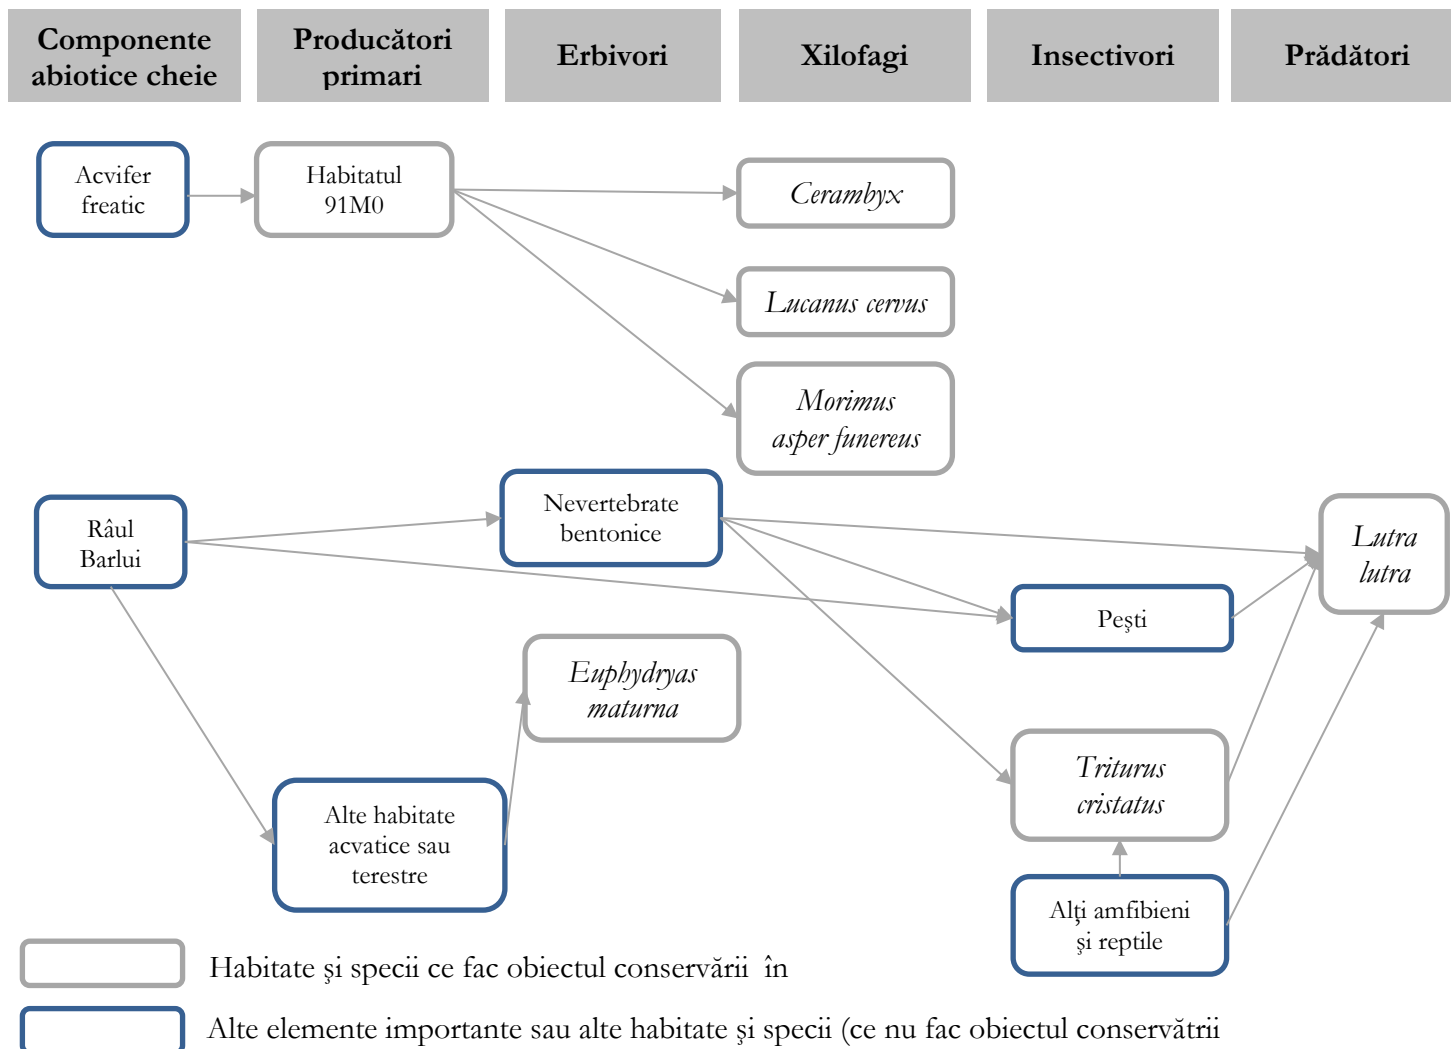 Componente
abiotice cheie
Producători
primari
Erbivori
Xilofagi
Insectivori
Prădători
Acvifer
freatic
Habitatul
91M0
Cerambyx
Lucanus cervus
Morimus
asper funereus
Râul
Barlui
Nevertebrate
bentonice
Lutra
lutra
Peşti
Euphydryas
maturna
Triturus
cristatus
Alte habitate
acvatice sau
terestre
Alţi amfibieni
şi reptile
Habitate şi specii ce fac obiectul conservării în
Alte elemente importante sau alte habitate şi specii (ce nu fac obiectul conservătrii